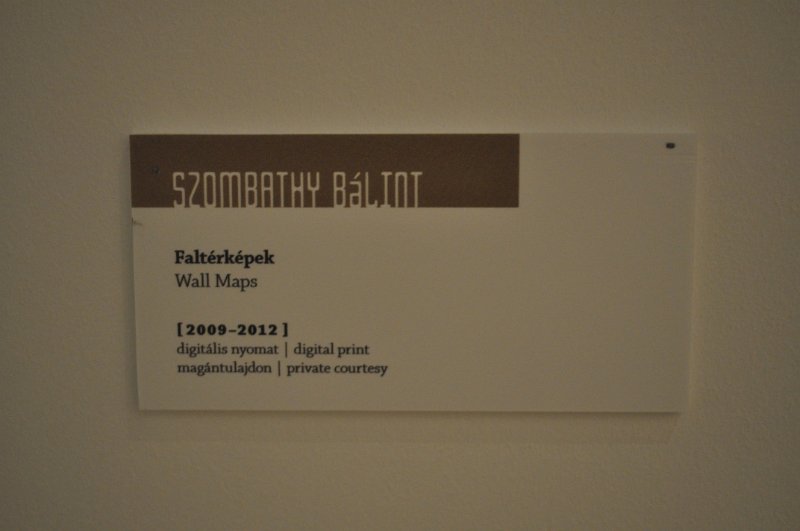 SZOMBATHY BáLINT
Faltérképek
Wall Maps
[2009–2012]
digitális nyomat | digital print
magántulajdon | private courtesy